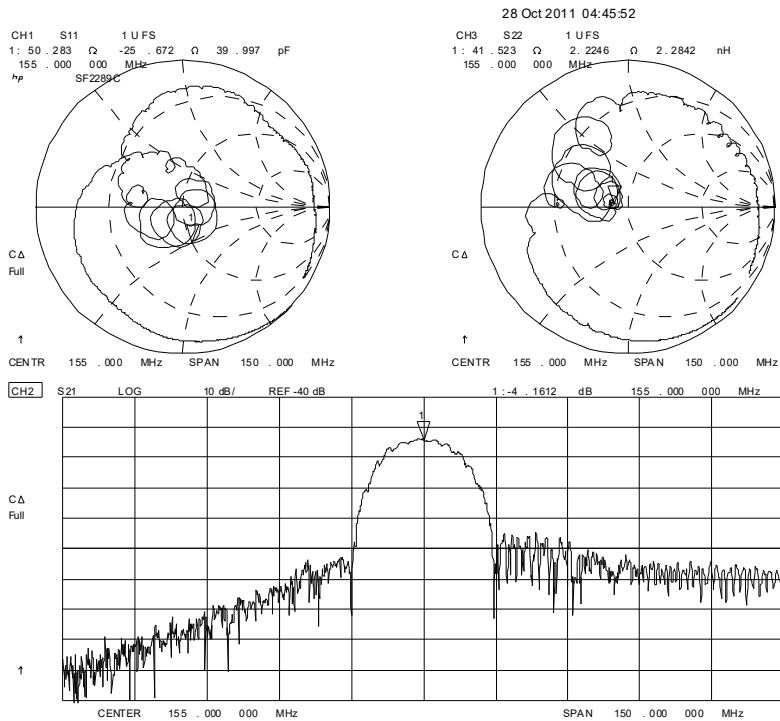 28 Oct 2011 04:45:52
CH1 S11 1 U FS
1: 50 .283 Ω -25 .672 Ω 39 .997 pF
155 .000 000 MHz
hp SF2289C
1
C Δ
Full
↑
CENTR 155 .000 MHz SPAN 150 .000 MHz
CH3 S22 1 U FS
1: 41 .523 Ω 2 .2246 Ω 2 .2842 nH
155 .000 000 MHz
C Δ
Full
↑
CENTR 155 .000 MHz SPAN 150 .000 MHz
CH2 S21 LOG 10 dB/ REF -40 dB 1 :-4 .1612 dB 155 .000 000 MHz
1
C Δ
Full
↑
CENTER 155 .000 000 MHz SPAN 150 .000 000 MHz